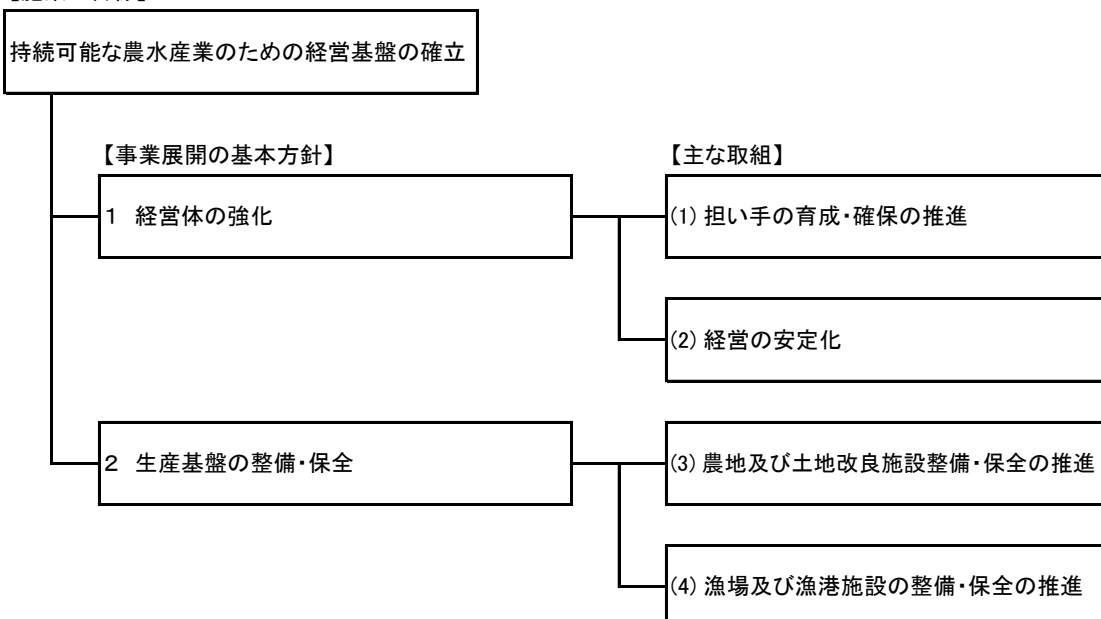 持続可能な農水産業のための経営基盤の確立
【事業展開の基本方針】
【主な取組】
1 経営体の強化
(1) 担い手の育成・確保の推進
(2) 経営の安定化
2 生産基盤の整備・保全
(3) 農地及び土地改良施設整備・保全の推進
(4) 漁場及び漁港施設の整備・保全の推進